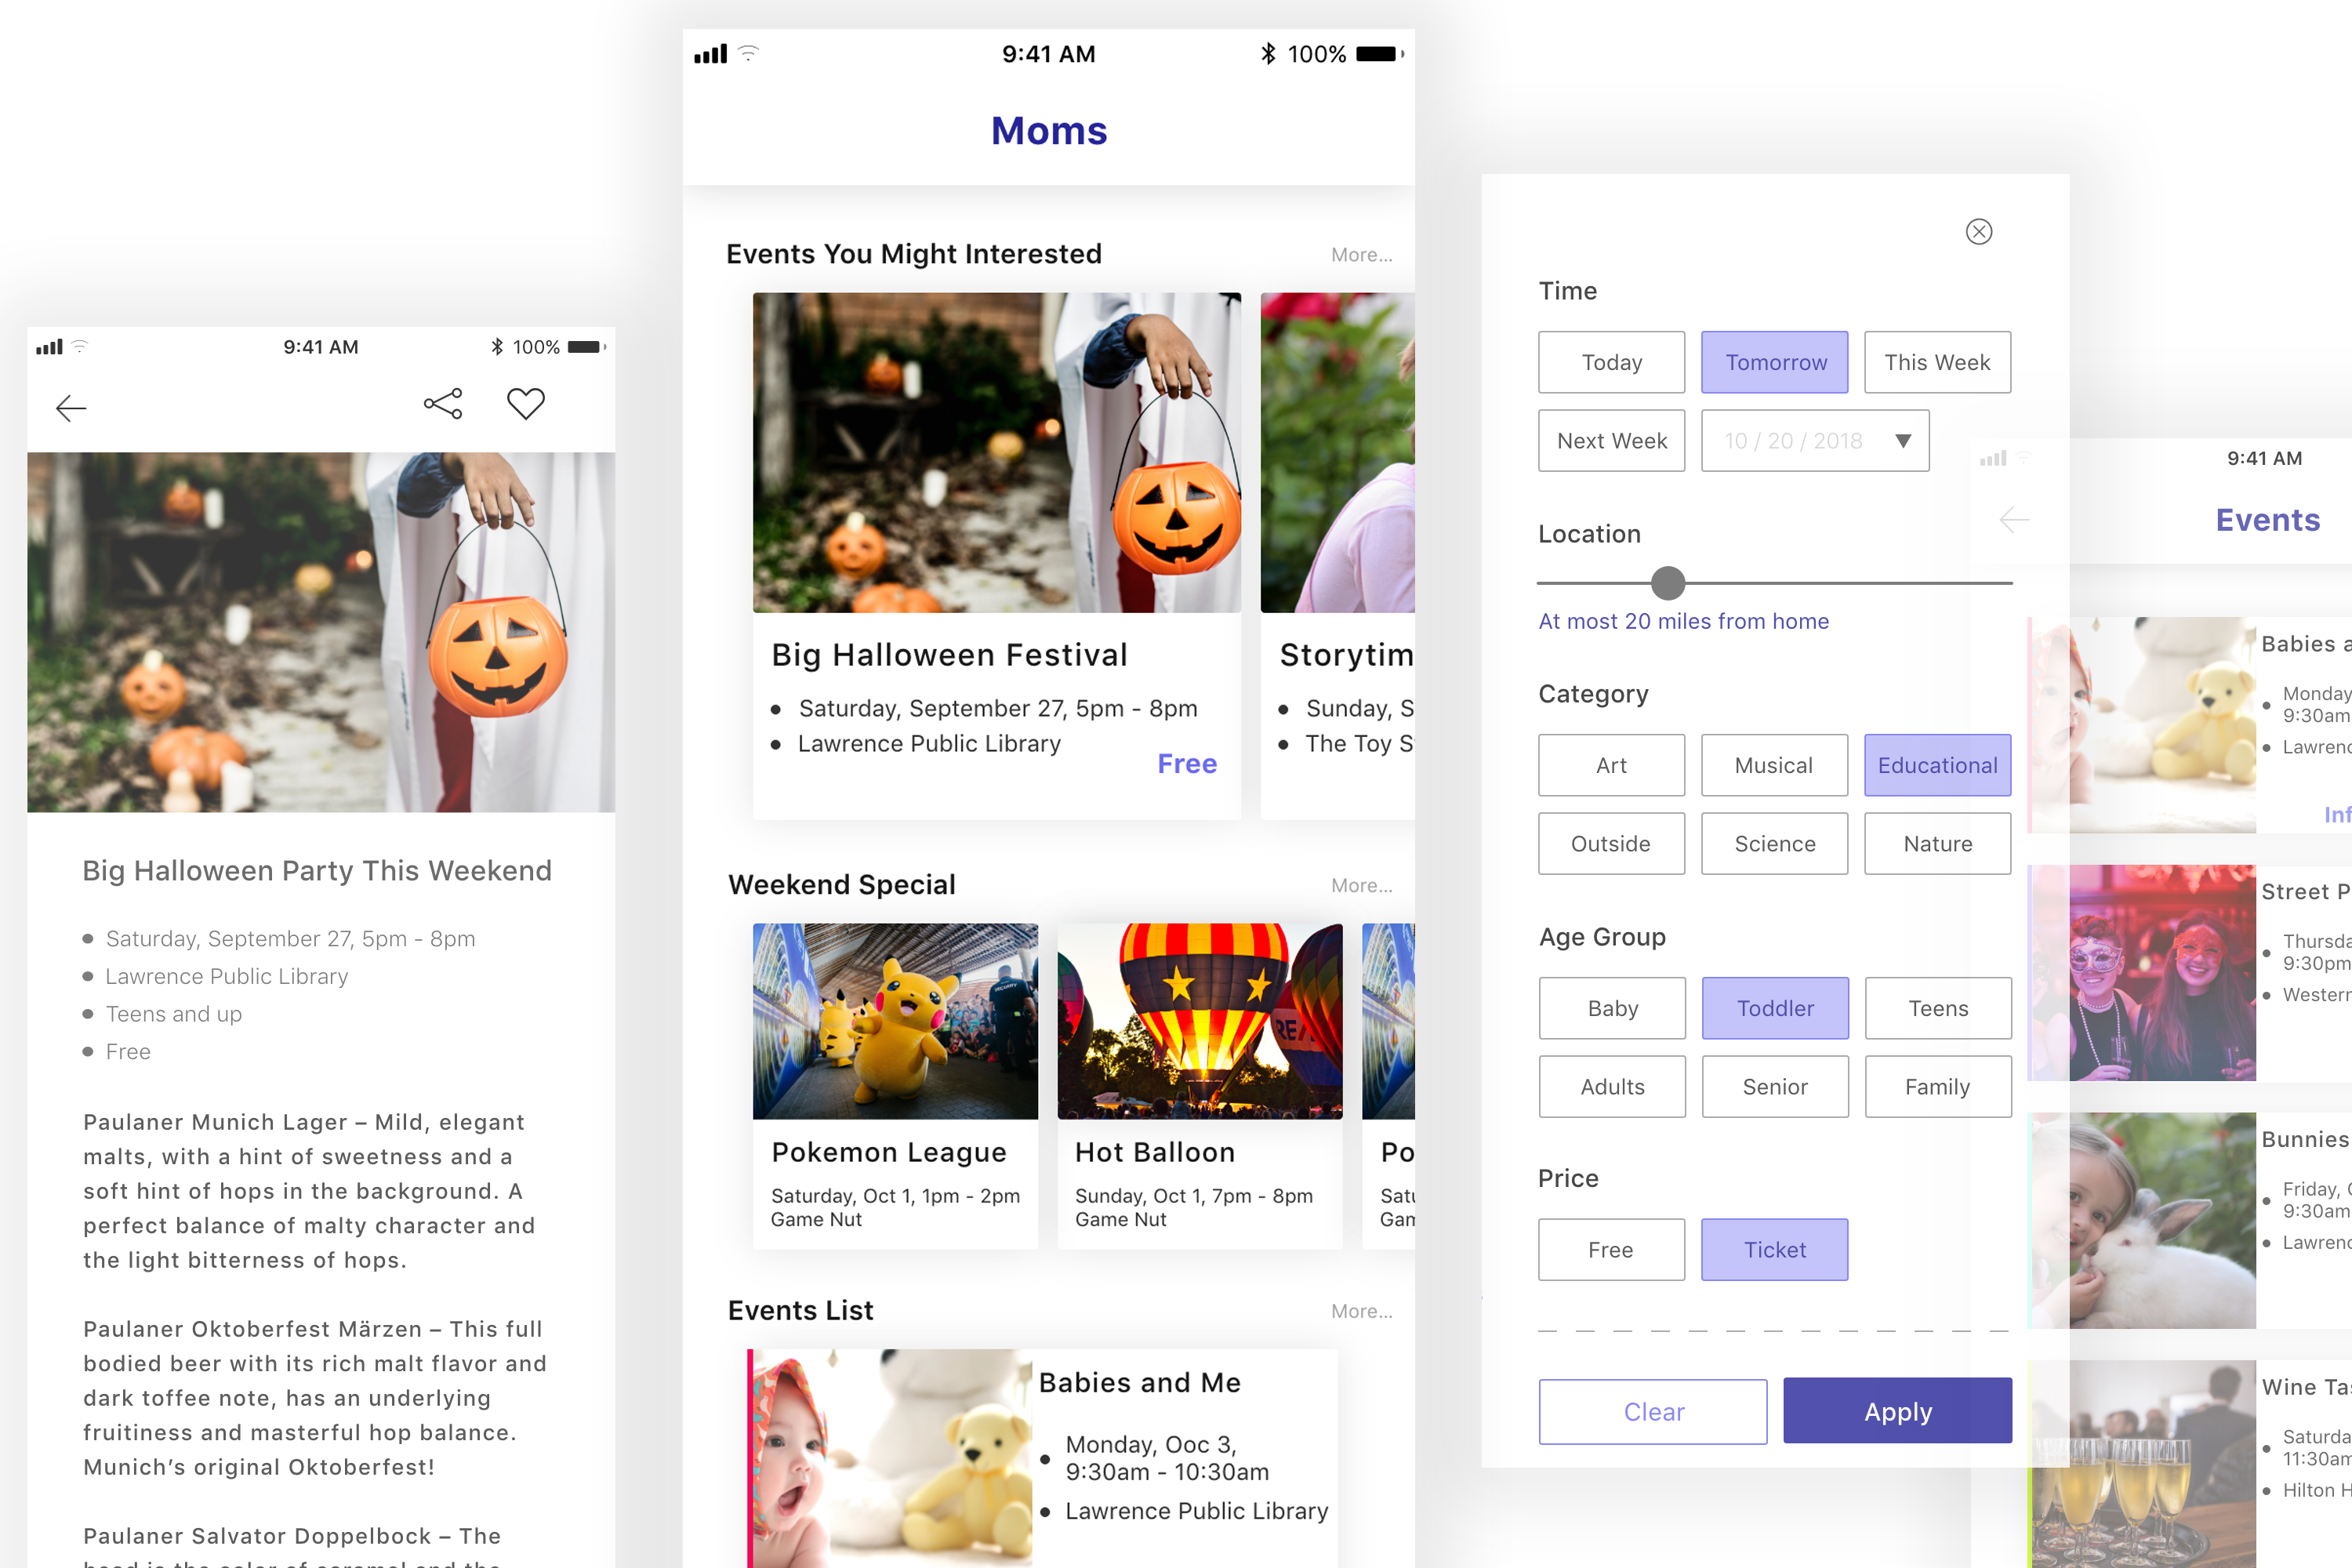 9:41 AM
100%
Big Halloween Party This Weekend
Saturday, September 27, 5pm - 8pm
Lawrence Public Library
Teens and up
Free
Paulaner Munich Lager – Mild, elegant
malts, with a hint of sweetness and a
soft hint of hops in the background. A
perfect balance of malty character and
the light bitterness of hops.
Paulaner Oktoberfest Märzen – This full
bodied beer with its rich malt flavor and
dark toffee note, has an underlying
fruitiness and masterful hop balance.
Munich’s original Oktoberfest!
Paulaner Salvator Doppelbock – The
9:41 AM
100%
Moms
Events You Might Interested
More...
Big Halloween Festival
Saturday, September 27, 5pm - 8pm
Lawrence Public Library
Free
Storytim
Sunday, S
The Toy S
Weekend Special
More...
SECURITY
Pokemon League
Saturday, Oct 1, 1pm - 2pm
Game Nut
RE/
Hot Balloon
Sunday, Oct 1, 7pm - 8pm
Game Nut
Po
Satu
Gam
Events List
More...
Babies and Me
Monday, Ooc 3,
9:30am - 10:30am
Lawrence Public Library
Time
Today
Tomorrow
This Week
Next Week
10 / 20 / 2018
Location
At most 20 miles from home
Category
Art
Musical
Educational
Outside
Science
Nature
Age Group
Baby
Toddler
Teens
Adults
Senior
Family
Price
Free
Ticket
Clear
Apply
9:41 AM
Events
Babies a
Monday
9:30am
Lawrenc
Inf
Street P
Thursda
9:30pm
Western
Bunnies
Friday,
9:30am
Lawrenc
Wine Tas
Saturda
11:30am
Hilton H